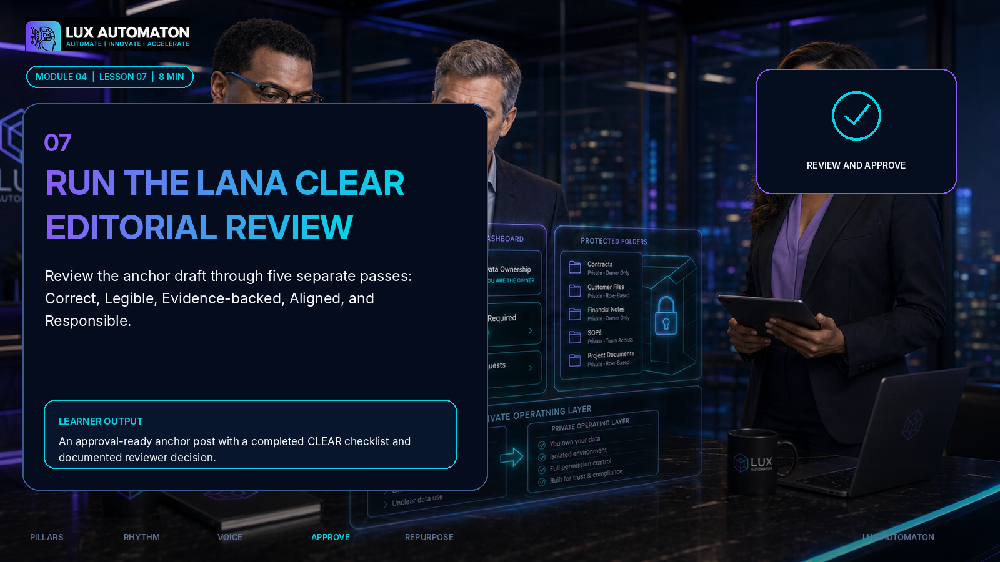 LUX AUTOMATON
AUTOMATE | INNOVATE | ACCELERATE
MODULE 04 | LESSON 07 | 8 MIN
07
RUN THE LANA CLEAR
EDITORIAL REVIEW
Review the anchor draft through five separate passes:
Correct, Legible, Evidence-backed, Aligned, and
Responsible.
LEARNER OUTPUT
An approval-ready anchor post with a completed CLEAR checklist and
documented reviewer decision.
REVIEW AND APPROVE
ASHBOARD
ata Ownership
OU ARE THE OWNER
Required
uests
PROTECTED FOLDERS
Contracts
Private - Owner Only
Customer Files
Private - Role-Based
Financial Notes
Private - Owner Only
SOPś
Private - Team Access
Project Documents
Private - Role-Based
IVATE OPERATNING LAYER
PRIVATE OPERATING LAYER
You own your data
Isolated environment
Full permission control
Built for trust & compliance
Unclear data use
LUX
AUTOMATION
PILLARS
RHYTHM
VOICE
APPROVE
REPURPOSE
LUX AUTOMATON